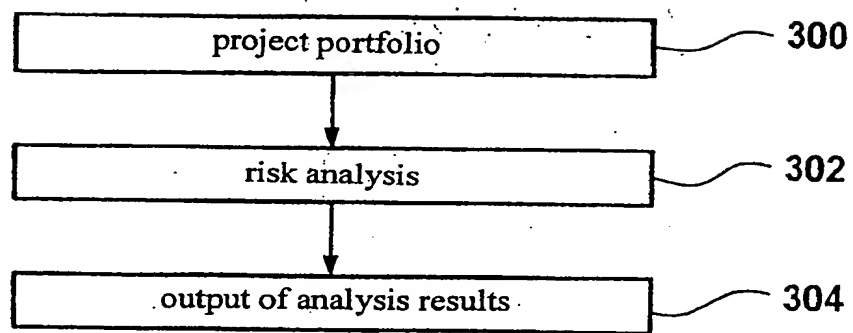 project portfolio 300
risk analysis 302
output of analysis results 304